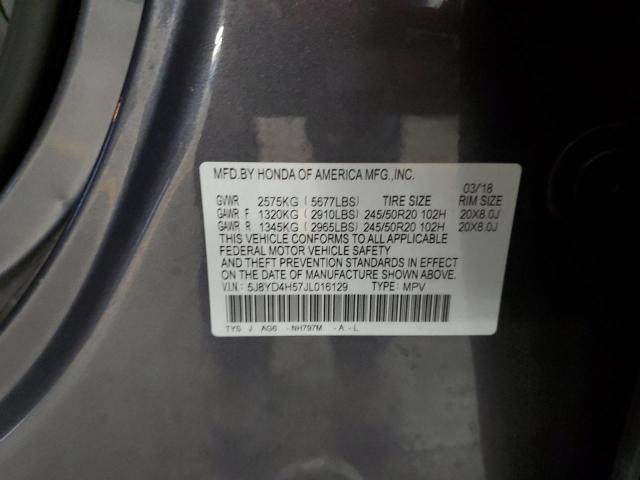 MFD.BY HONDA OF AMERICA MFG.,INC.
03/18
GVWR 2575KG ( 5677LBS) TIRE SIZE RIM SIZE
GAWR F 1320KG ( 2910LBS) 245/50R20 102H 20X8.0J
GAWR R 1345KG ( 2965LBS) 245/50R20 102H 20X8.0J
THIS VEHICLE CONFORMS TO ALL APPLICABLE
FEDERAL MOTOR VEHICLE SAFETY
AND THEFT PREVENTION STANDARDS IN EFFECT
ON THE DATE OF MANUFACTURE SHOWN ABOVE.
V.I.N.: 5J8YD4H57JL016129 TYPE: MPV
TYS J AG6 -NH797M -A-L